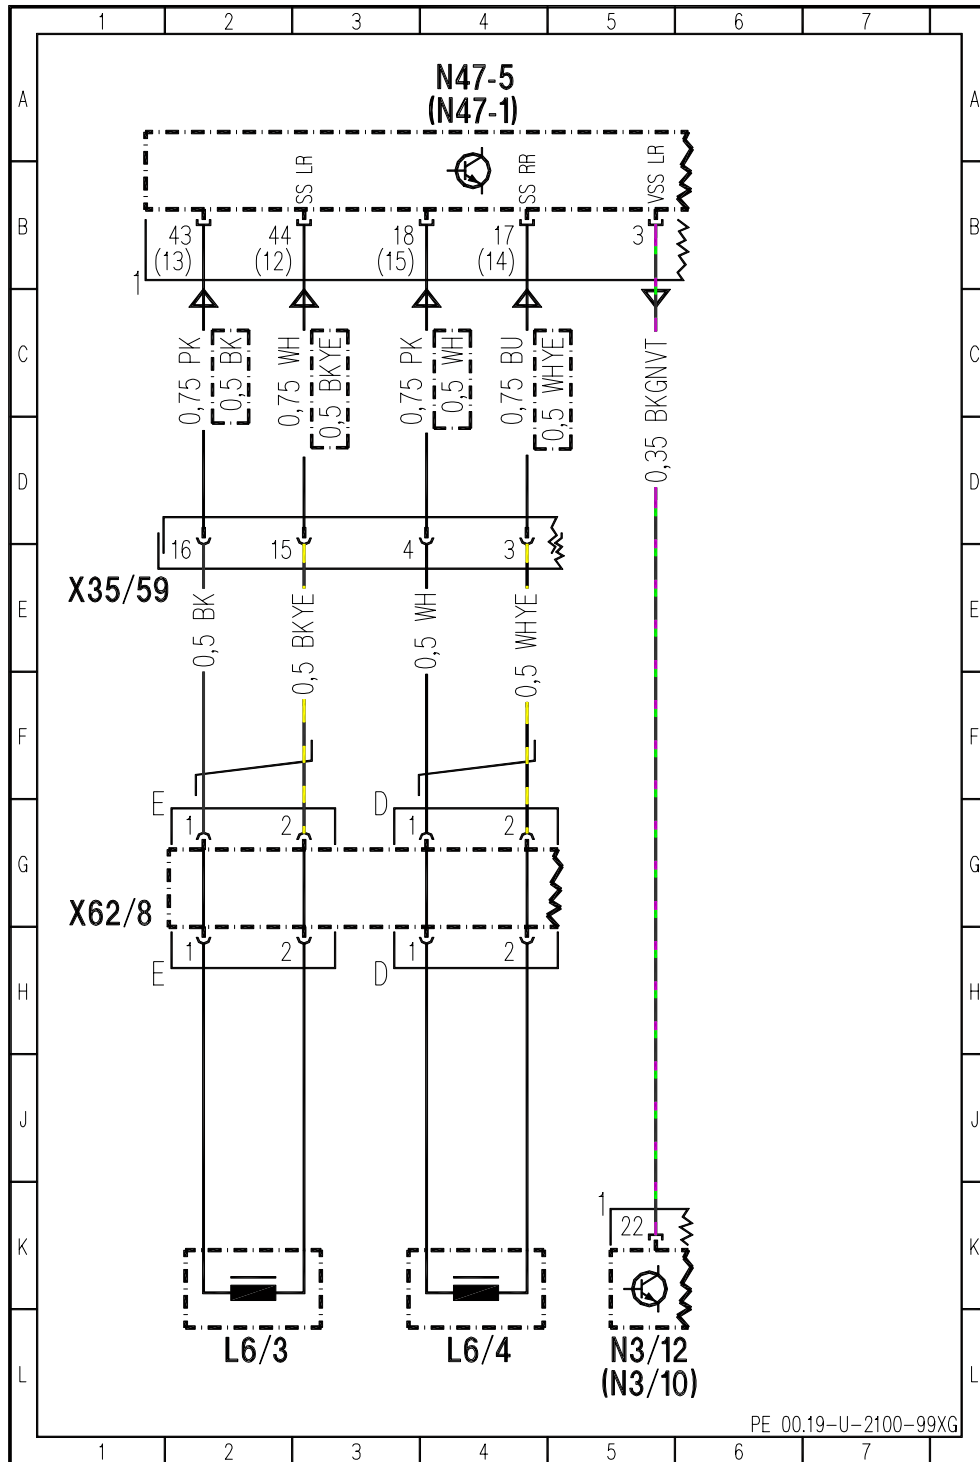 1 2 3 4 5 6 7
N47-5
(N47-1)
A A
SS LR SS RR VSS LR
B B
43 44 18 17 3
(13) (12) (15) (14)
1
C C
0,75 PK 0,5 BK 0,75 WH 0,5 BKYE 0,75 PK 0,5 WH 0,75 BU 0,5 WHYE 0,35 BKGNVT
D D
16 15 4 3
X35/59
E E
0,5 BK 0,5 BKYE 0,5 WH 0,5 WHYE
F F
E D
1 2 1 2
G G
X62/8
1 2 1 2
E D
H H
J J
1
22
K K
L6/3 L6/4 N3/12
(N3/10)
L L
PE 00.19-U-2100-99XG
1 2 3 4 5 6 7